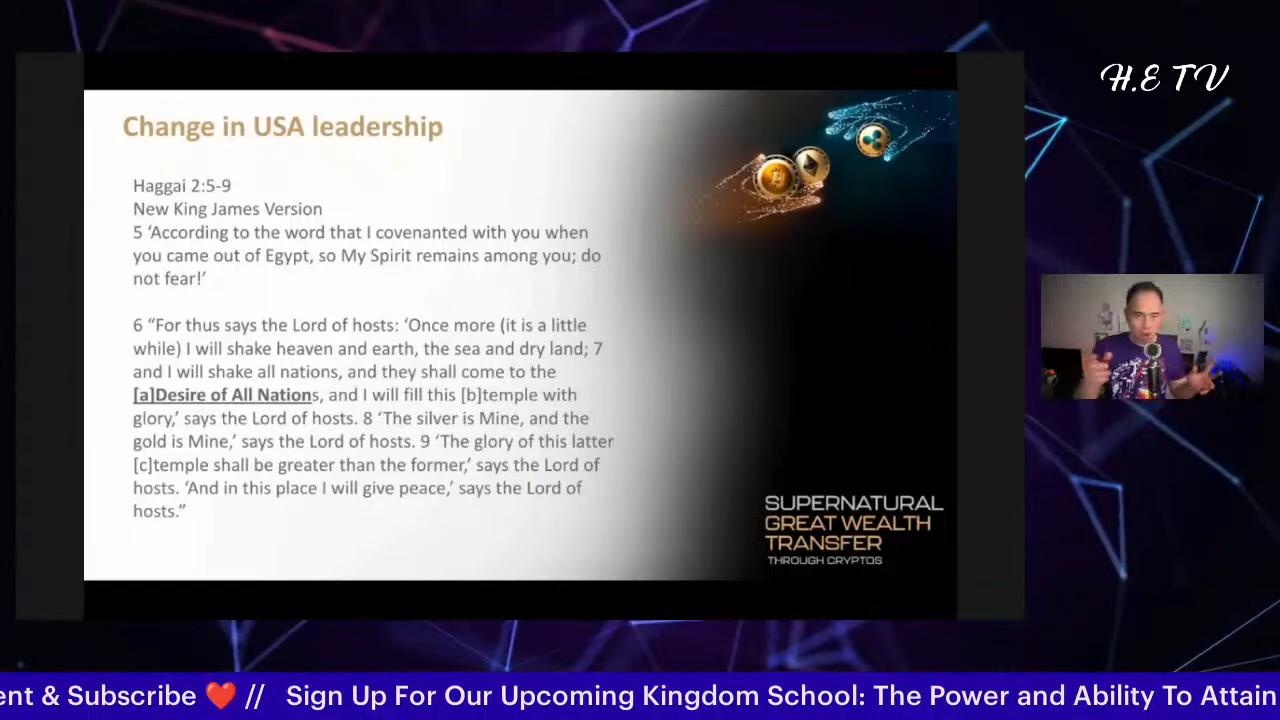 H.E TV
Change in USA leadership
Haggai 2:5-9
New King James Version
5 ‘According to the word that I covenanted with you when
you came out of Egypt, so My Spirit remains among you; do
not fear!’
6 “For thus says the Lord of hosts: ‘Once more (it is a little
while) I will shake heaven and earth, the sea and dry land; 7
and I will shake all nations, and they shall come to the
[a]Desire of All Nations, and I will fill this [b]temple with
glory,’ says the Lord of hosts. 8 ‘The silver is Mine, and the
gold is Mine,’ says the Lord of hosts. 9 ‘The glory of this latter
[c]temple shall be greater than the former,’ says the Lord of
hosts. ‘And in this place I will give peace,’ says the Lord of
hosts.”
SUPERNATURAL
GREAT WEALTH
TRANSFER
THROUGH CRYPTOS
ent & Subscribe ❤️ // Sign Up For Our Upcoming Kingdom School: The Power and Ability To Attain